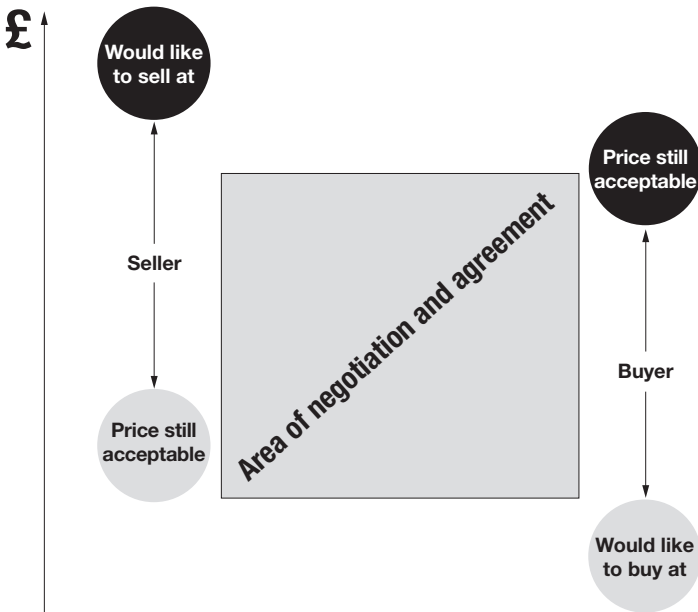 £
Would like
to sell at
Price still
acceptable
Seller
Area of negotiation and agreement
Buyer
Price still
acceptable
Would like
to buy at